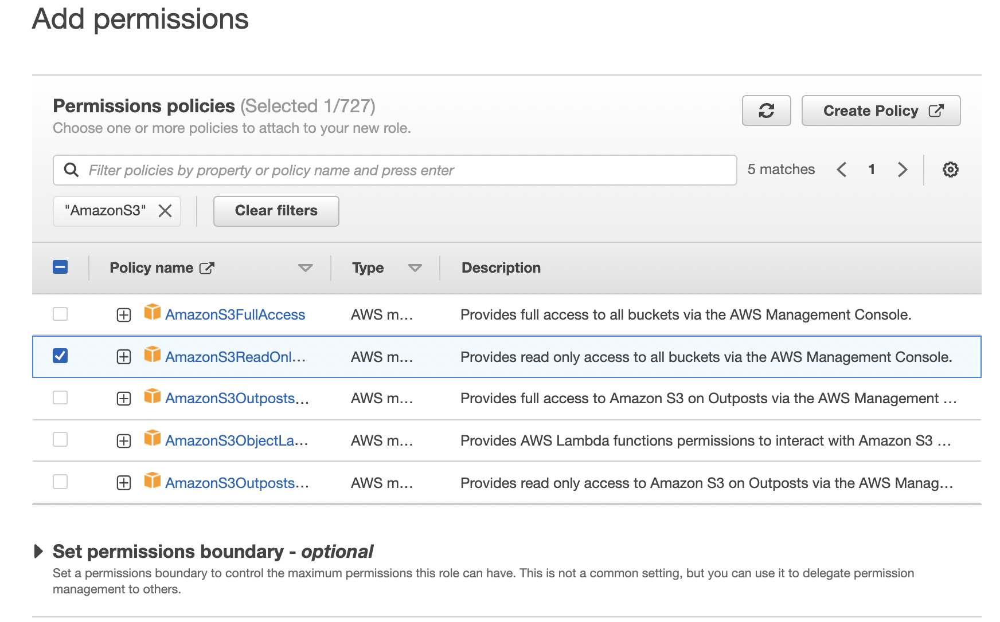 Add permissions
Permissions policies (Selected 1/727)
Choose one or more policies to attach to your new role.
Create Policy
Filter policies by property or policy name and press enter
5 matches
1
"AmazonS3"
Clear filters
Policy name
Type
Description
AmazonS3FullAccess AWS m... Provides full access to all buckets via the AWS Management Console.
AmazonS3ReadOnl... AWS m... Provides read only access to all buckets via the AWS Management Console.
AmazonS3Outposts... AWS m... Provides full access to Amazon S3 on Outposts via the AWS Management ...
AmazonS3ObjectLa... AWS m... Provides AWS Lambda functions permissions to interact with Amazon S3 ...
AmazonS3Outposts... AWS m... Provides read only access to Amazon S3 on Outposts via the AWS Manag...
Set permissions boundary - optional
Set a permissions boundary to control the maximum permissions this role can have. This is not a common setting, but you can use it to delegate permission
management to others.